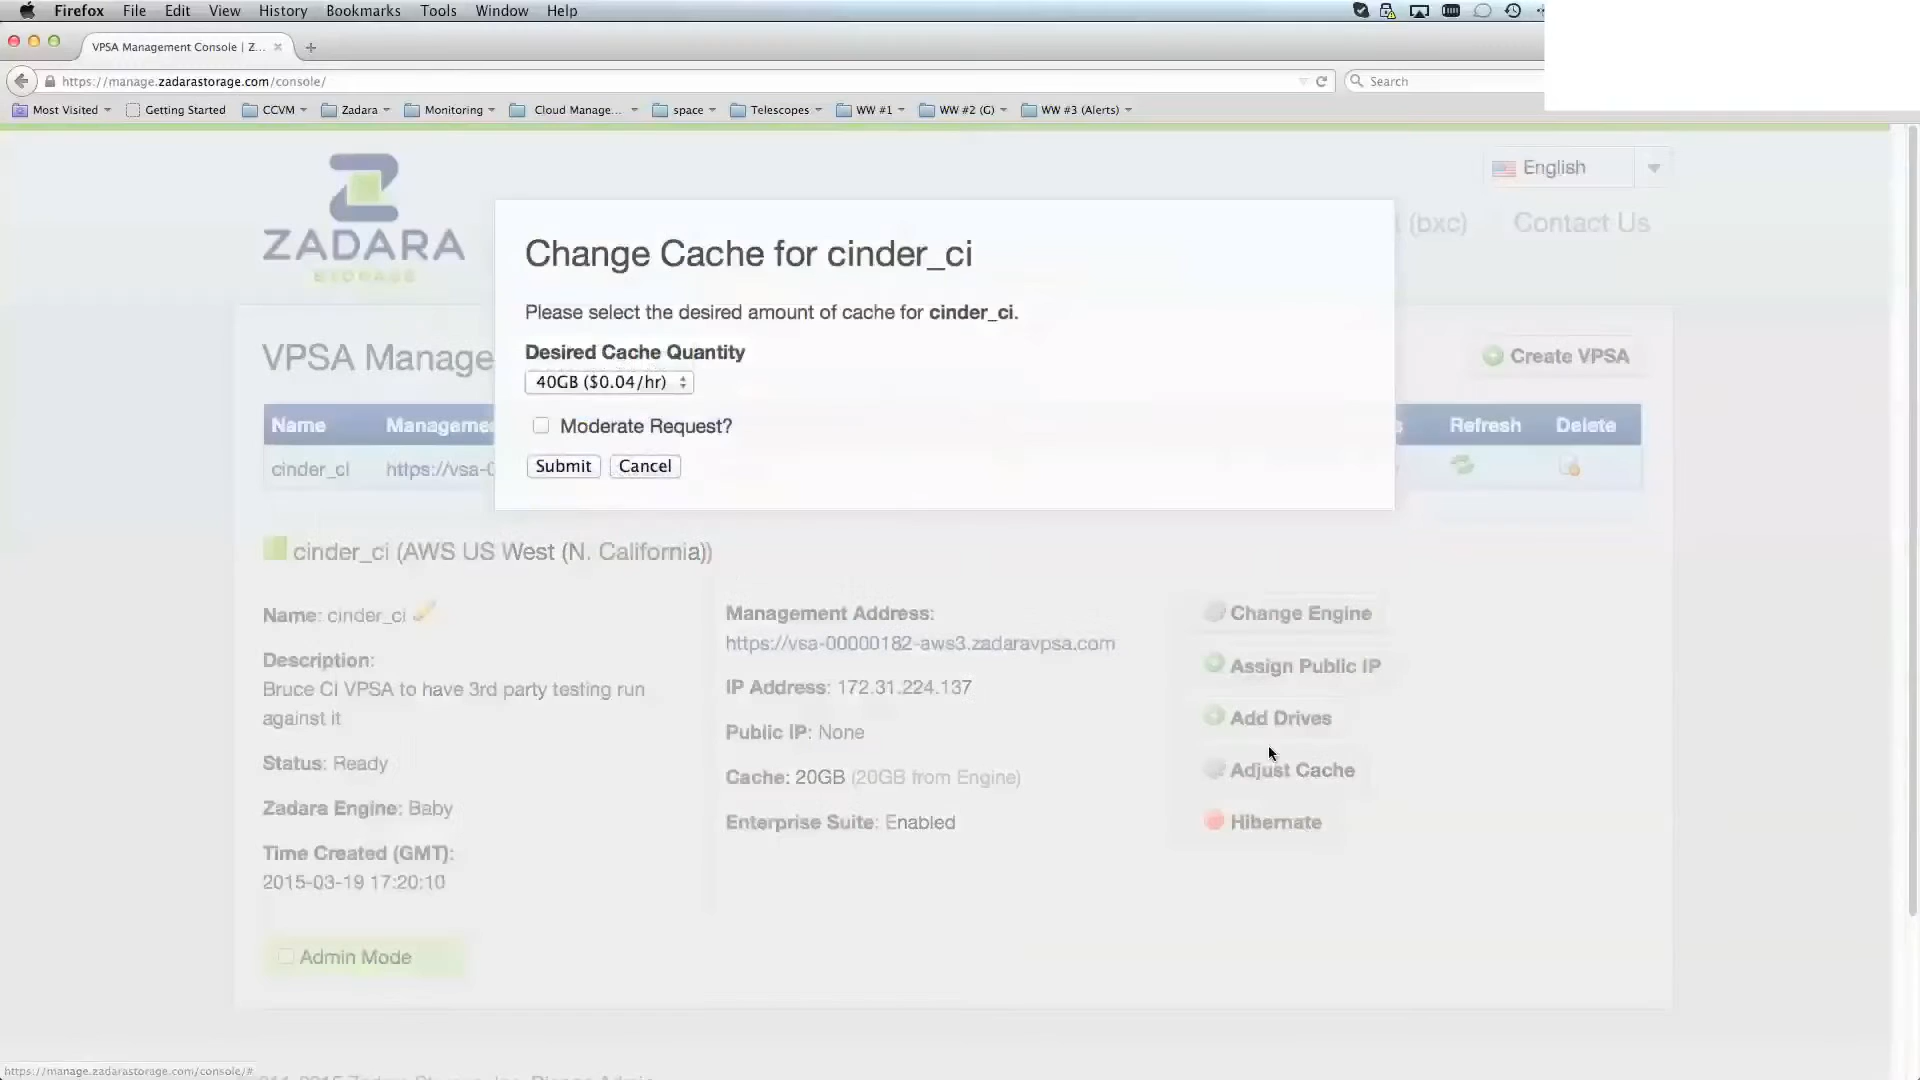 Firefox File Edit View History Bookmarks Tools Window Help
VPSA Management Console | Z...
https://manage.zadarastorage.com/console/
Search
Most Visited Getting Started CCVM Zadara Monitoring Cloud Manage... space Telescopes WW #1 WW #2 (G) WW #3 (Alerts)
ZADARA
STORAGE
English
(bxc) Contact Us
Change Cache for cinder_ci
Please select the desired amount of cache for cinder_ci.
Desired Cache Quantity
40GB ($0.04/hr)
Moderate Request?
Submit Cancel
VPSA Manage
Create VPSA
Name Manageme s Refresh Delete
cinder_ci https://vsa-0
cinder_ci (AWS US West (N. California))
Name: cinder_ci
Description:
Bruce CI VPSA to have 3rd party testing run
against it
Status: Ready
Zadara Engine: Baby
Time Created (GMT):
2015-03-19 17:20:10
Management Address:
https://vsa-00000182-aws3.zadaravpsa.com
IP Address: 172.31.224.137
Public IP: None
Cache: 20GB (20GB from Engine)
Enterprise Suite: Enabled
Change Engine
Assign Public IP
Add Drives
Adjust Cache
Hibernate
Admin Mode
https://manage.zadarastorage.com/console/#